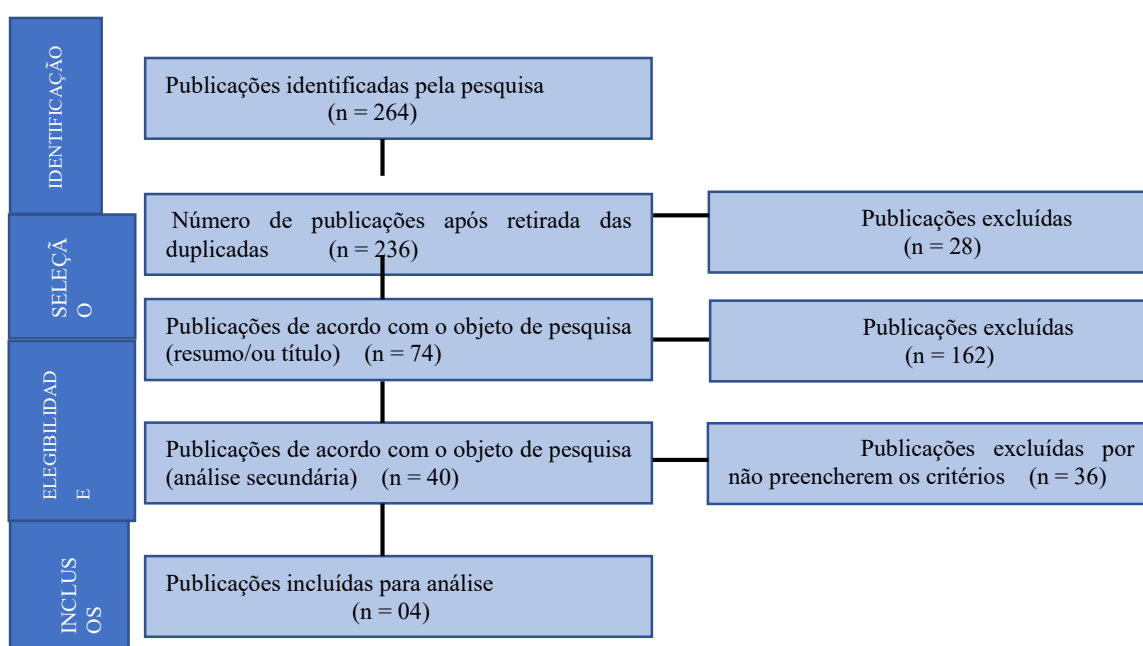 IDENTIFICAÇÃO
Publicações identificadas pela pesquisa
(n = 264)
SELEÇÃ
O
Número de publicações após retirada das
duplicadas (n = 236)
Publicações excluídas
(n = 28)
Publicações de acordo com o objeto de pesquisa
(resumo/ou título) (n = 74)
Publicações excluídas
(n = 162)
ELEGIBILIDAD
E
Publicações de acordo com o objeto de pesquisa
(análise secundária) (n = 40)
Publicações excluídas por
não preencherem os critérios (n = 36)
INCLUS
OS
Publicações incluídas para análise
(n = 04)